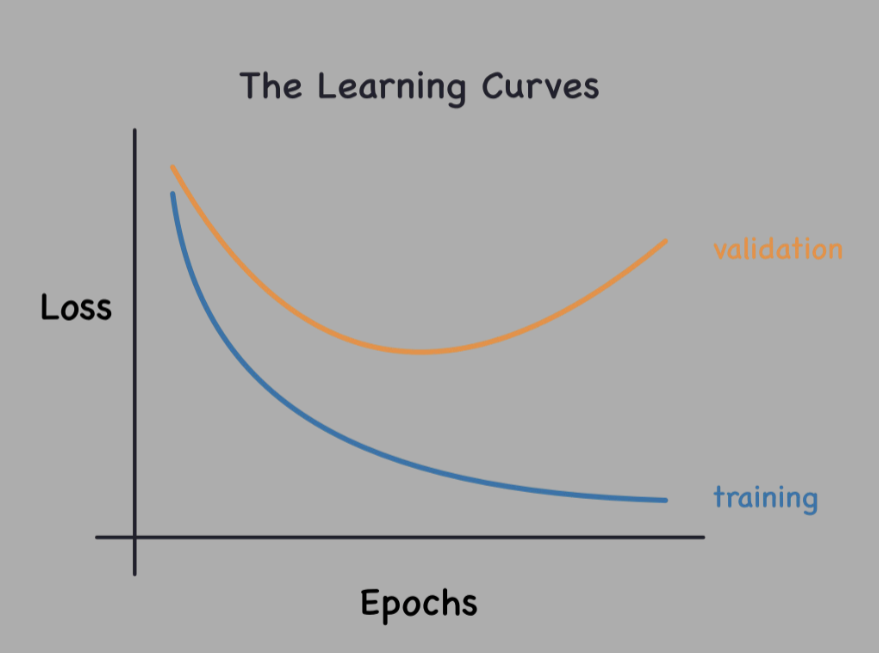 The Learning Curves
validation
Loss
training
Epochs